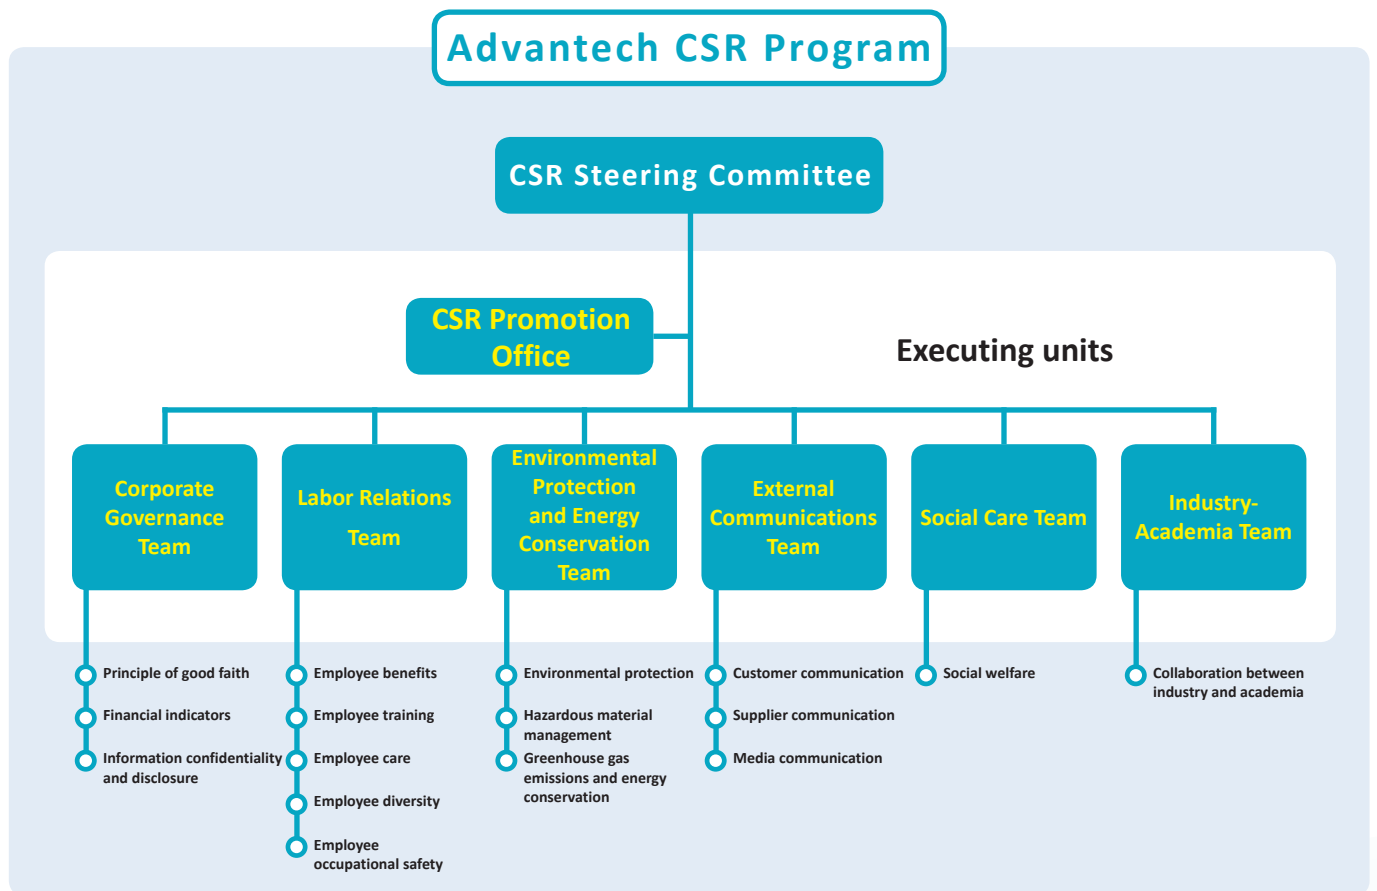 Advantech CSR Program
CSR Steering Committee
CSR Promotion
Office
Executing units
Corporate
Governance
Team
Labor Relations
Team
Environmental
Protection
and Energy
Conservation
Team
External
Communications
Team
Social Care Team
Industry-
Academia Team
Principle of good faith
Financial indicators
Information confidentiality
and disclosure
Employee benefits
Employee training
Employee care
Employee diversity
Employee
occupational safety
Environmental protection
Hazardous material
management
Greenhouse gas
emissions and energy
conservation
Customer communication
Supplier communication
Media communication
Social welfare
Collaboration between
industry and academia